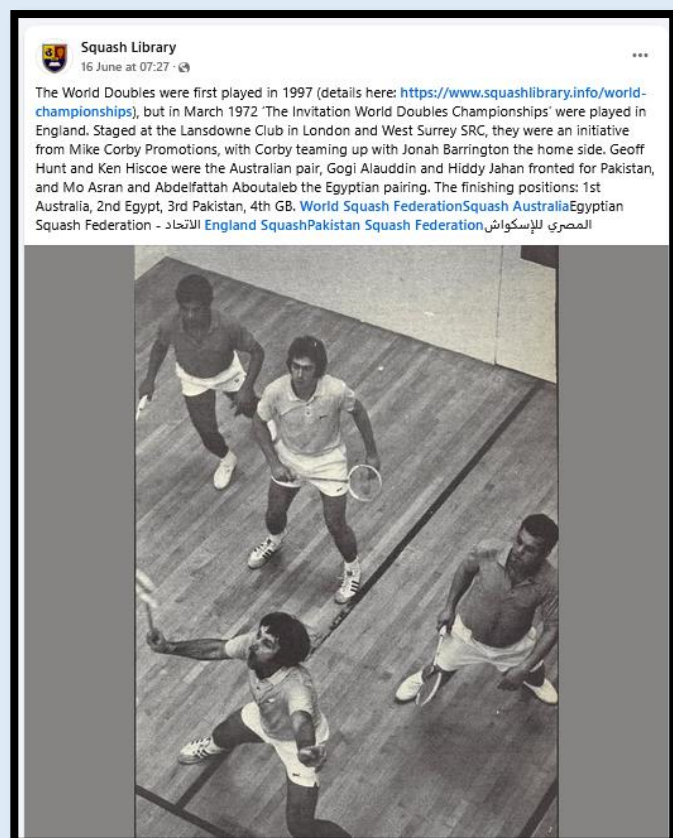 Squash Library
16 June at 07:27 ·
The World Doubles were first played in 1997 (details here: https://www.squashlibrary.info/world-
championships), but in March 1972 'The Invitation World Doubles Championships' were played in
England. Staged at the Lansdowne Club in London and West Surrey SRC, they were an initiative
from Mike Corby Promotions, with Corby teaming up with Jonah Barrington the home side. Geoff
Hunt and Ken Hiscoe were the Australian pair, Gogi Alauddin and Hiddy Jahan fronted for Pakistan,
and Mo Asran and Abdelfattah Aboutaleb the Egyptian pairing. The finishing positions: 1st
Australia, 2nd Egypt, 3rd Pakistan, 4th GB. World Squash FederationSquash AustraliaEgyptian
Squash Federation - الاتحاد England SquashPakistan Squash Federationالمصري للإسكواش